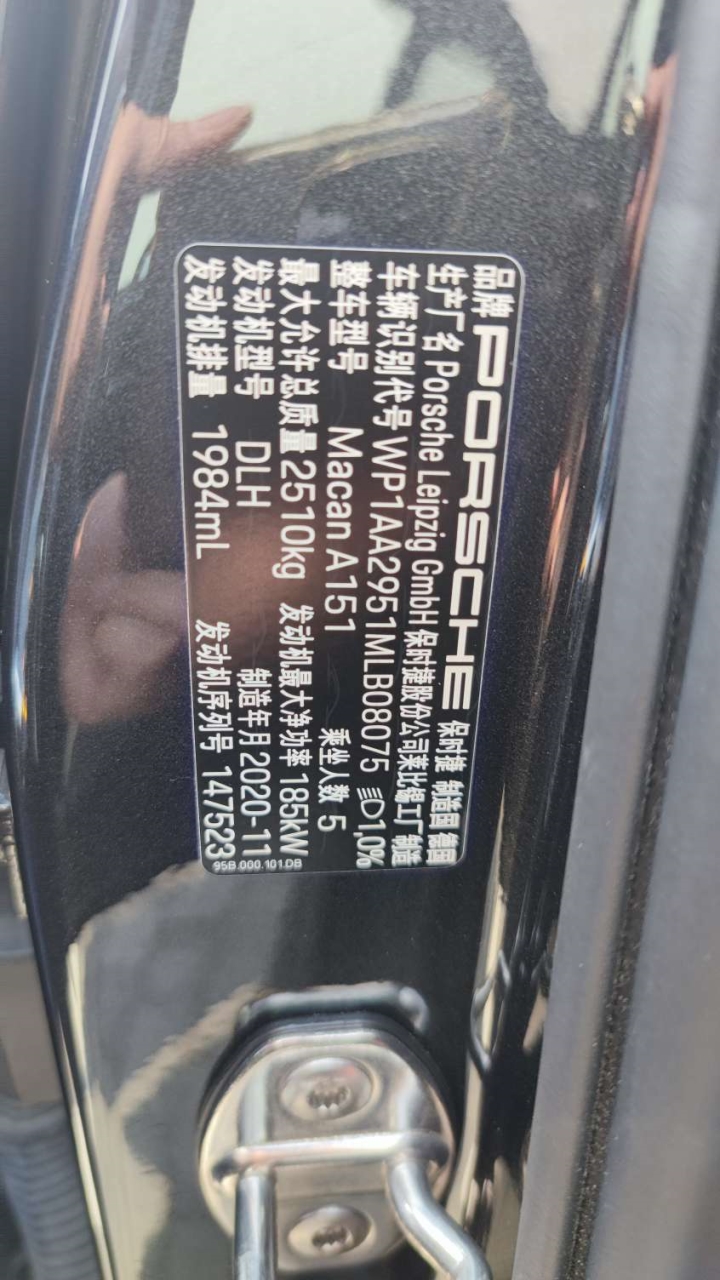 品牌 PORSCHE 保时捷 制造国 德国
生产厂名 Porsche Leipzig GmbH 保时捷股份公司莱比锡工厂 制造
车辆识别代号 WP1AA2951MLB08075 1,0%
整车型号 Macan A151 乘坐人数 5
最大允许总质量 2510kg 发动机最大净功率 185kW
发动机型号 DLH 制造年月 2020-11
发动机排量 1984mL 发动机序列号 147523
95B.000.101.DB